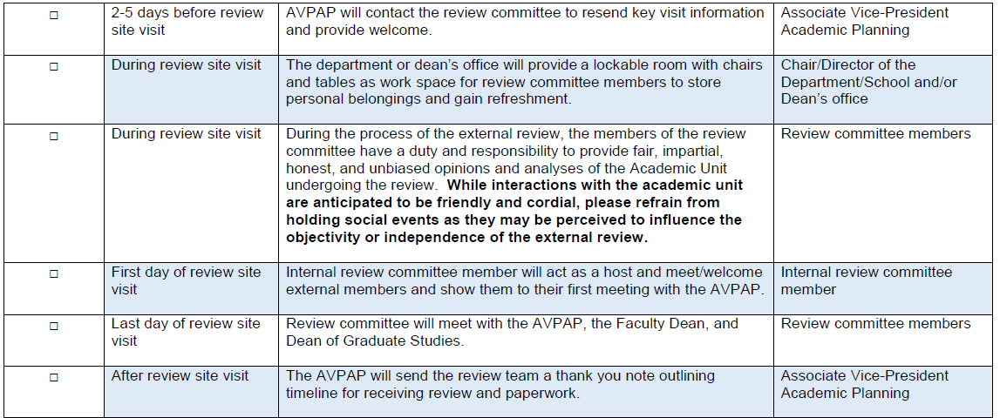 □ 2-5 days before review AVPAP will contact the review committee to resend key visit information Associate Vice-President
site visit and provide welcome. Academic Planning
□ During review site visit The department or dean’s office will provide a lockable room with chairs Chair/Director of the
and tables as work space for review committee members to store Department/School and/or
personal belongings and gain refreshment. Dean’s office
□ During review site visit During the process of the external review, the members of the review Review committee members
committee have a duty and responsibility to provide fair, impartial,
honest, and unbiased opinions and analyses of the Academic Unit
undergoing the review. While interactions with the academic unit
are anticipated to be friendly and cordial, please refrain from
holding social events as they may be perceived to influence the
objectivity or independence of the external review.
□ First day of review site Internal review committee member will act as a host and meet/welcome Internal review committee
visit external members and show them to their first meeting with the AVPAP. member
□ Last day of review site Review committee will meet with the AVPAP, the Faculty Dean, and Review committee members
visit Dean of Graduate Studies.
□ After review site visit The AVPAP will send the review team a thank you note outlining Associate Vice-President
timeline for receiving review and paperwork. Academic Planning